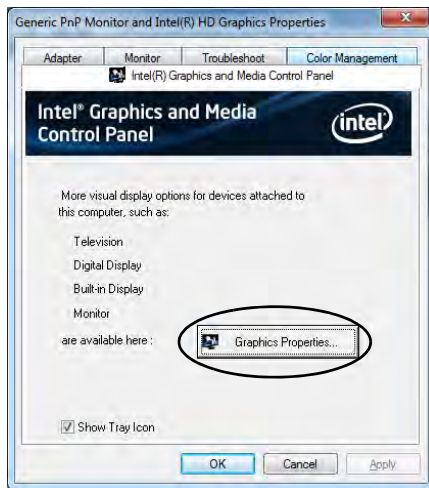 Generic PnP Monitor and Intel(R) HD Graphics Properties
Adapter Monitor Troubleshoot Color Management
Intel(R) Graphics and Media Control Panel
Intel® Graphics and Media
Control Panel
intel
More visual display options for devices attached to
this computer, such as:
Television
Digital Display
Built-in Display
Monitor
are available here :
Graphics Properties...
Show Tray Icon
OK Cancel Apply